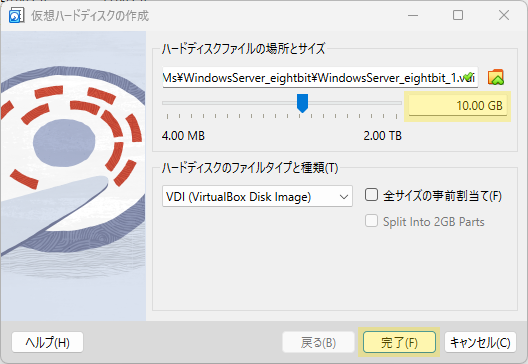 仮想ハードディスクの作成
ハードディスクファイルの場所とサイズ
Ms¥WindowsServer_eightbit¥WindowsServer_eightbit_1.vdi
10.00 GB
4.00 MB 2.00 TB
ハードディスクのファイルタイプと種類(T)
VDI (VirtualBox Disk Image)
全サイズの事前割当て(F)
Split Into 2GB Parts
ヘルプ(H) 戻る(B) 完了(F) キャンセル(C)